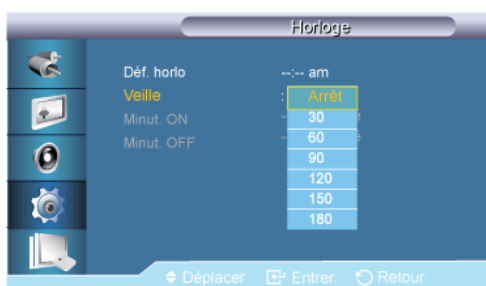 Horloge
Déf. horlo --:-- am
Veille : Arrêt
Minut. ON 30
Minut. OFF 60
90
120
150
180
Déplacer Entrer Retour